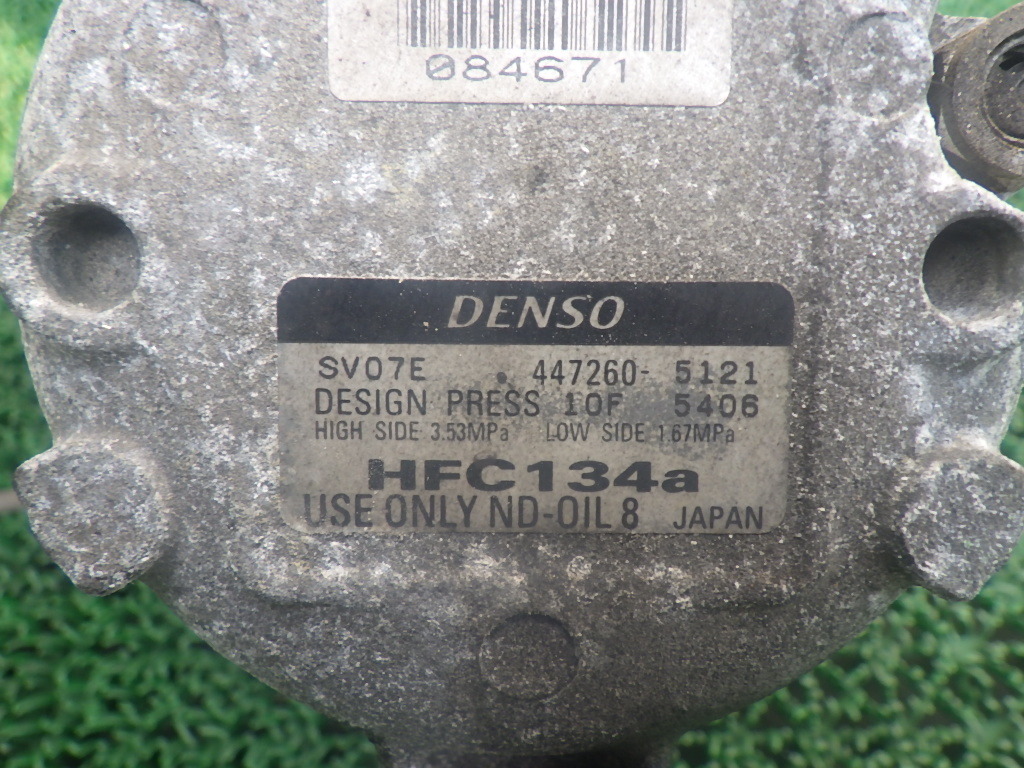 084671
DENSO
SV07E 447260- 5121
DESIGN PRESS 10F 5406
HIGH SIDE 3.53MPa LOW SIDE 1.67MPa
HFC134a
USE ONLY ND-OIL 8 JAPAN